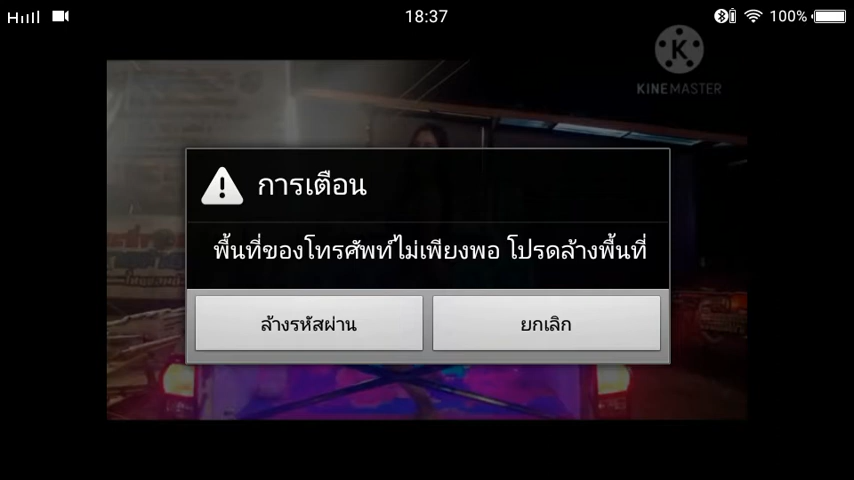 18:37
100%
KINEMASTER
การเตือน
พื้นที่ของโทรศัพท์ไม่เพียงพอ โปรดล้างพื้นที่
ล้างรหัสผ่าน
ยกเลิก